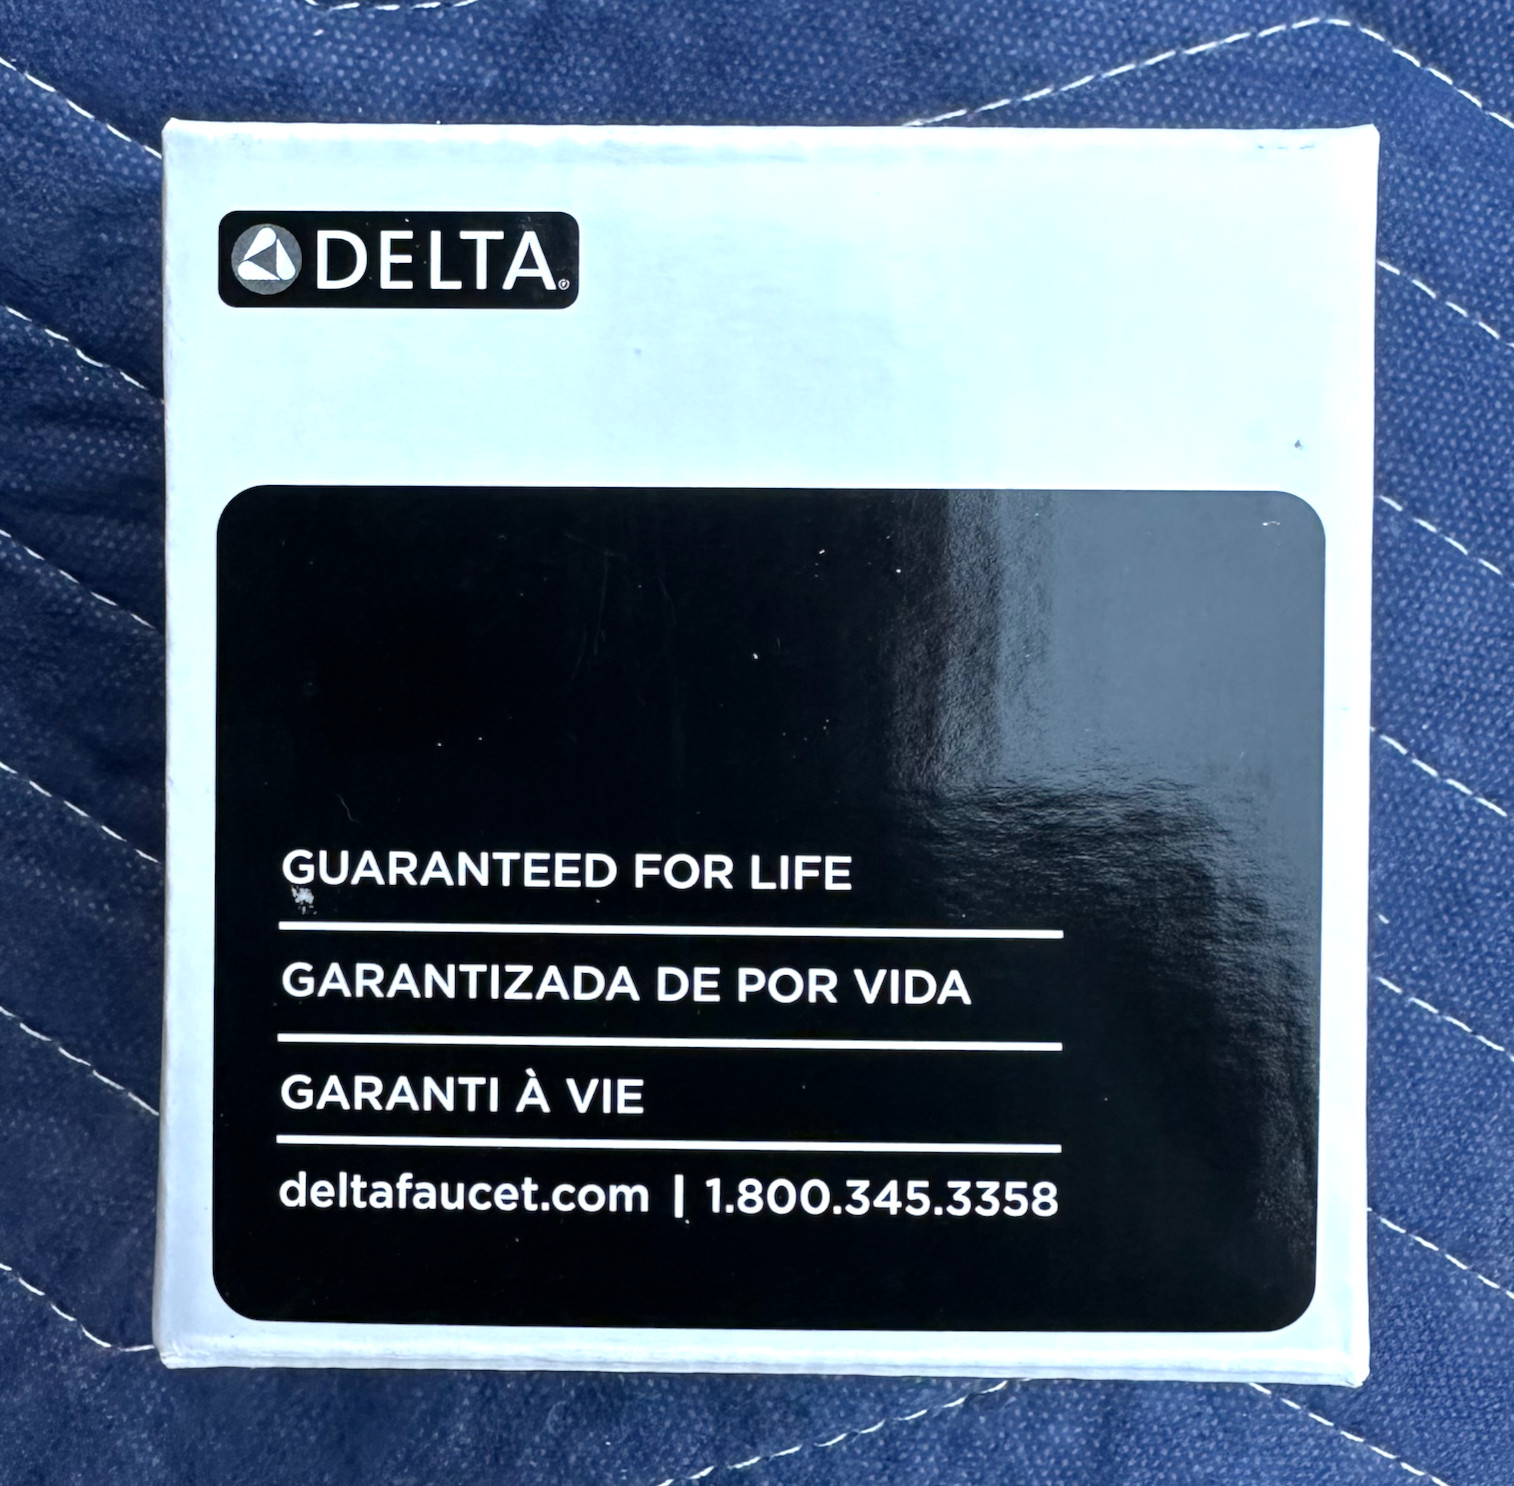 DELTA®
GUARANTEED FOR LIFE
GARANTIZADA DE POR VIDA
GARANTI À VIE
deltafaucet.com | 1.800.345.3358